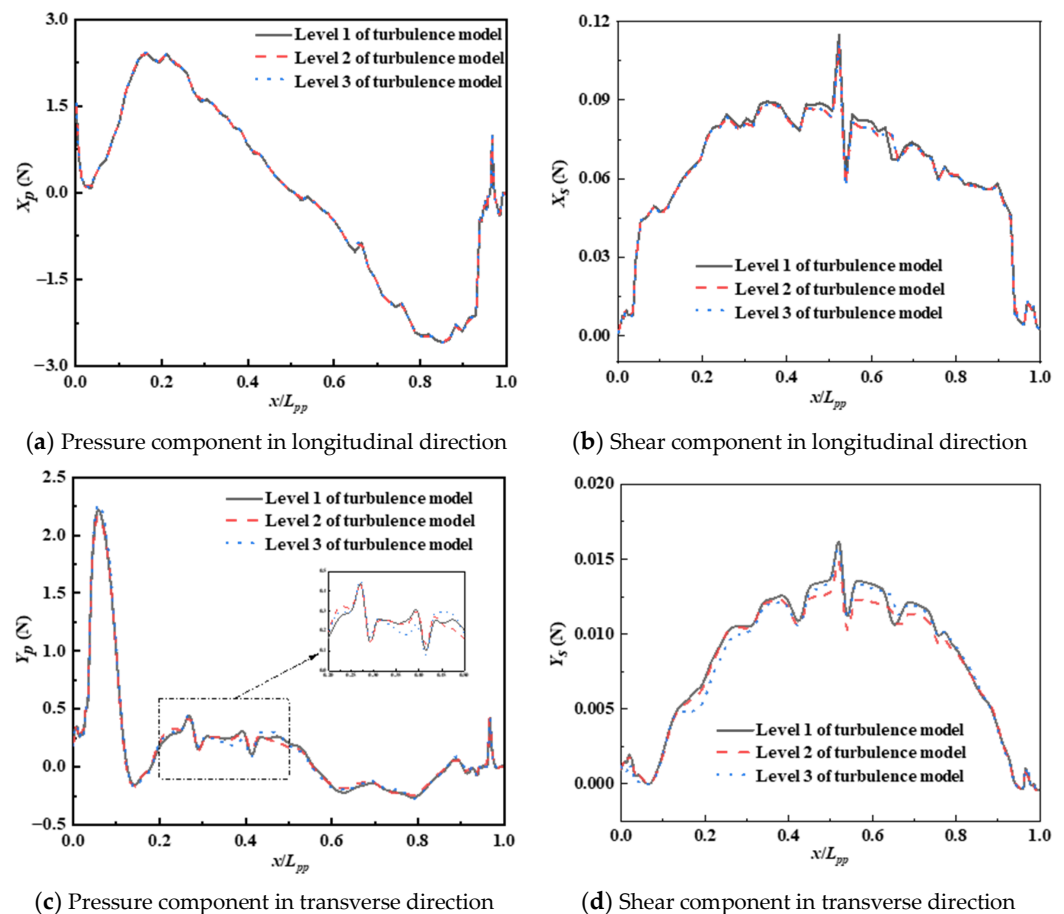 3.0
1.5
0.0
−1.5
−3.0
Xp (N)
Level 1 of turbulence model
Level 2 of turbulence model
Level 3 of turbulence model
0.0 0.2 0.4 0.6 0.8 1.0
x/Lpp
(a) Pressure component in longitudinal direction
0.12
0.09
0.06
0.03
0.00
Xs (N)
Level 1 of turbulence model
Level 2 of turbulence model
Level 3 of turbulence model
0.0 0.2 0.4 0.6 0.8 1.0
x/Lpp
(b) Shear component in longitudinal direction
2.5
2.0
1.5
1.0
0.5
0.0
−0.5
Yp (N)
Level 1 of turbulence model
Level 2 of turbulence model
Level 3 of turbulence model
0.0 0.2 0.4 0.6 0.8 1.0
x/Lpp
(c) Pressure component in transverse direction
0.020
0.015
0.010
0.005
0.000
Ys (N)
Level 1 of turbulence model
Level 2 of turbulence model
Level 3 of turbulence model
0.0 0.2 0.4 0.6 0.8 1.0
x/Lpp
(d) Shear component in transverse direction